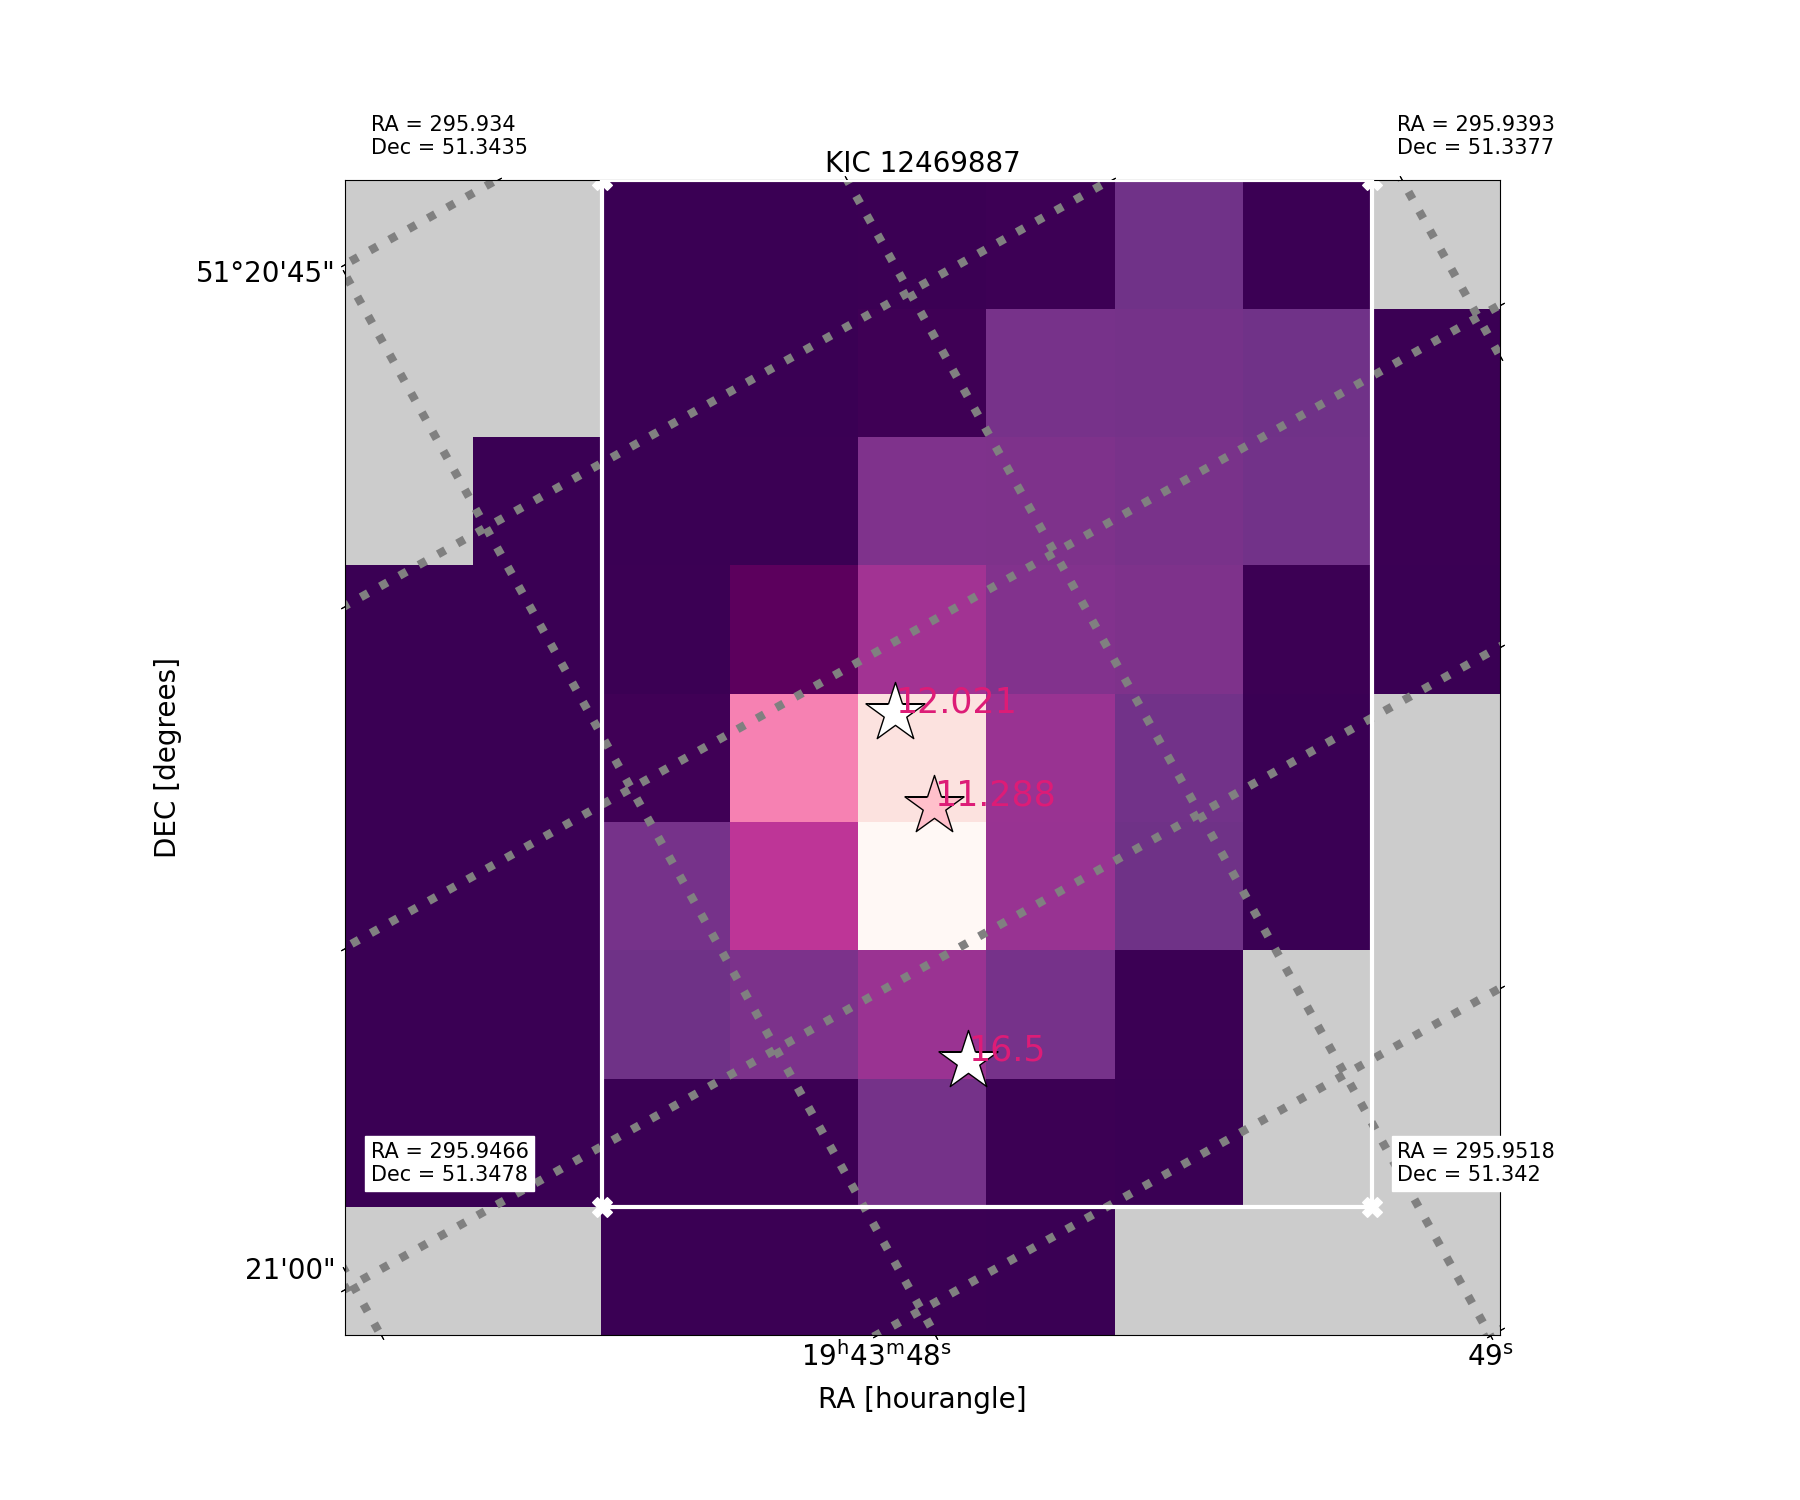 RA = 295.934
Dec = 51.3435
RA = 295.9393
Dec = 51.3377
KIC 12469887
51°20'45"
12.021
11.288
DEC [degrees]
16.5
RA = 295.9466
Dec = 51.3478
RA = 295.9518
Dec = 51.342
21'00"
19ʰ43ᵐ48ˢ
49ˢ
RA [hourangle]